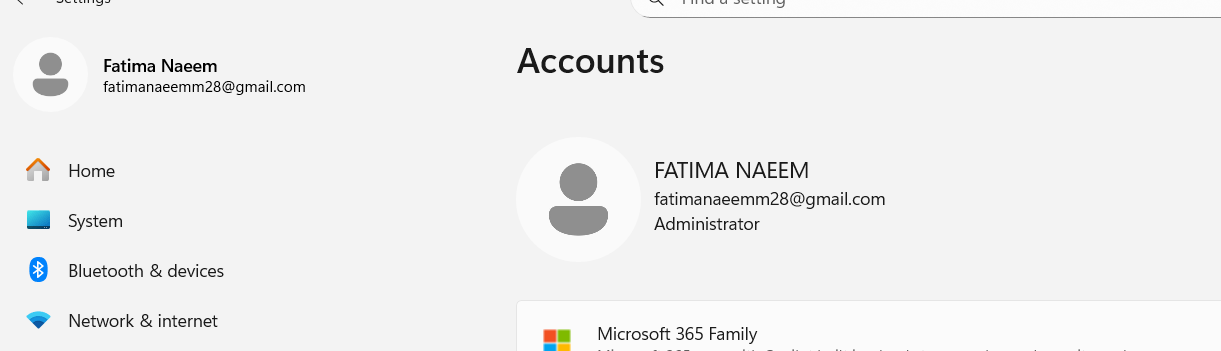 Settings
Find a setting
Fatima Naeem
fatimanaeemm28@gmail.com
Home
System
Bluetooth & devices
Network & internet
Accounts
FATIMA NAEEM
fatimanaeemm28@gmail.com
Administrator
Microsoft 365 Family